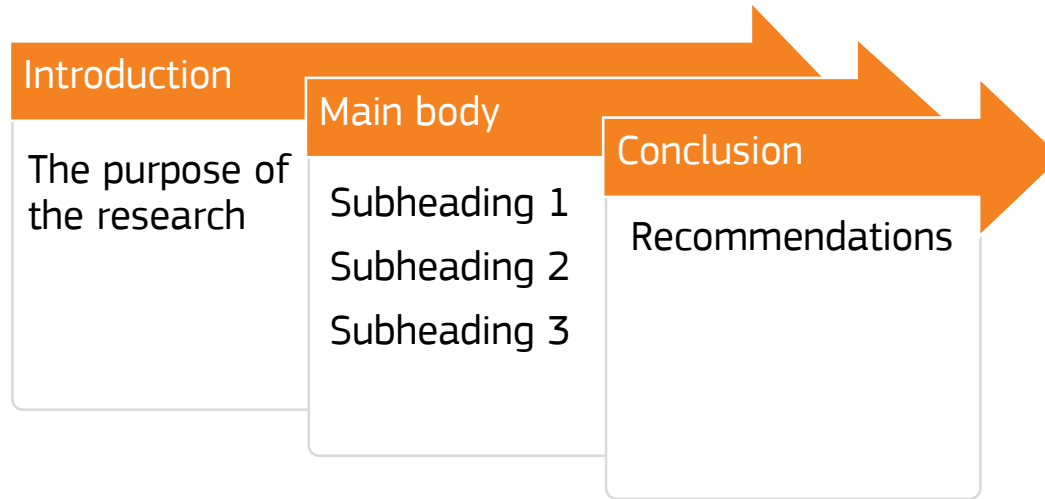 Introduction
The purpose of
the research
Main body
Subheading 1
Subheading 2
Subheading 3
Conclusion
Recommendations